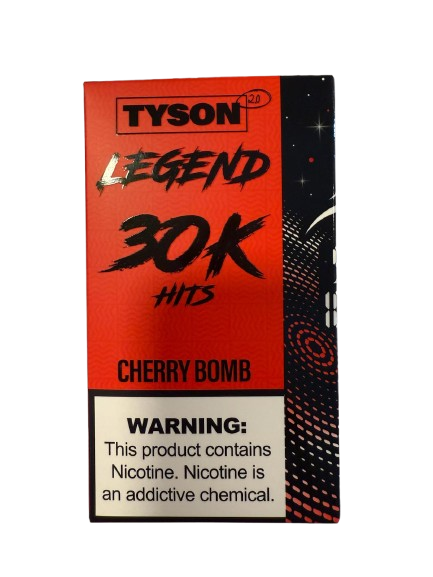 TYSON 2.0
LEGEND
30K
HITS
CHERRY BOMB
WARNING:
This product contains
Nicotine. Nicotine is
an addictive chemical.